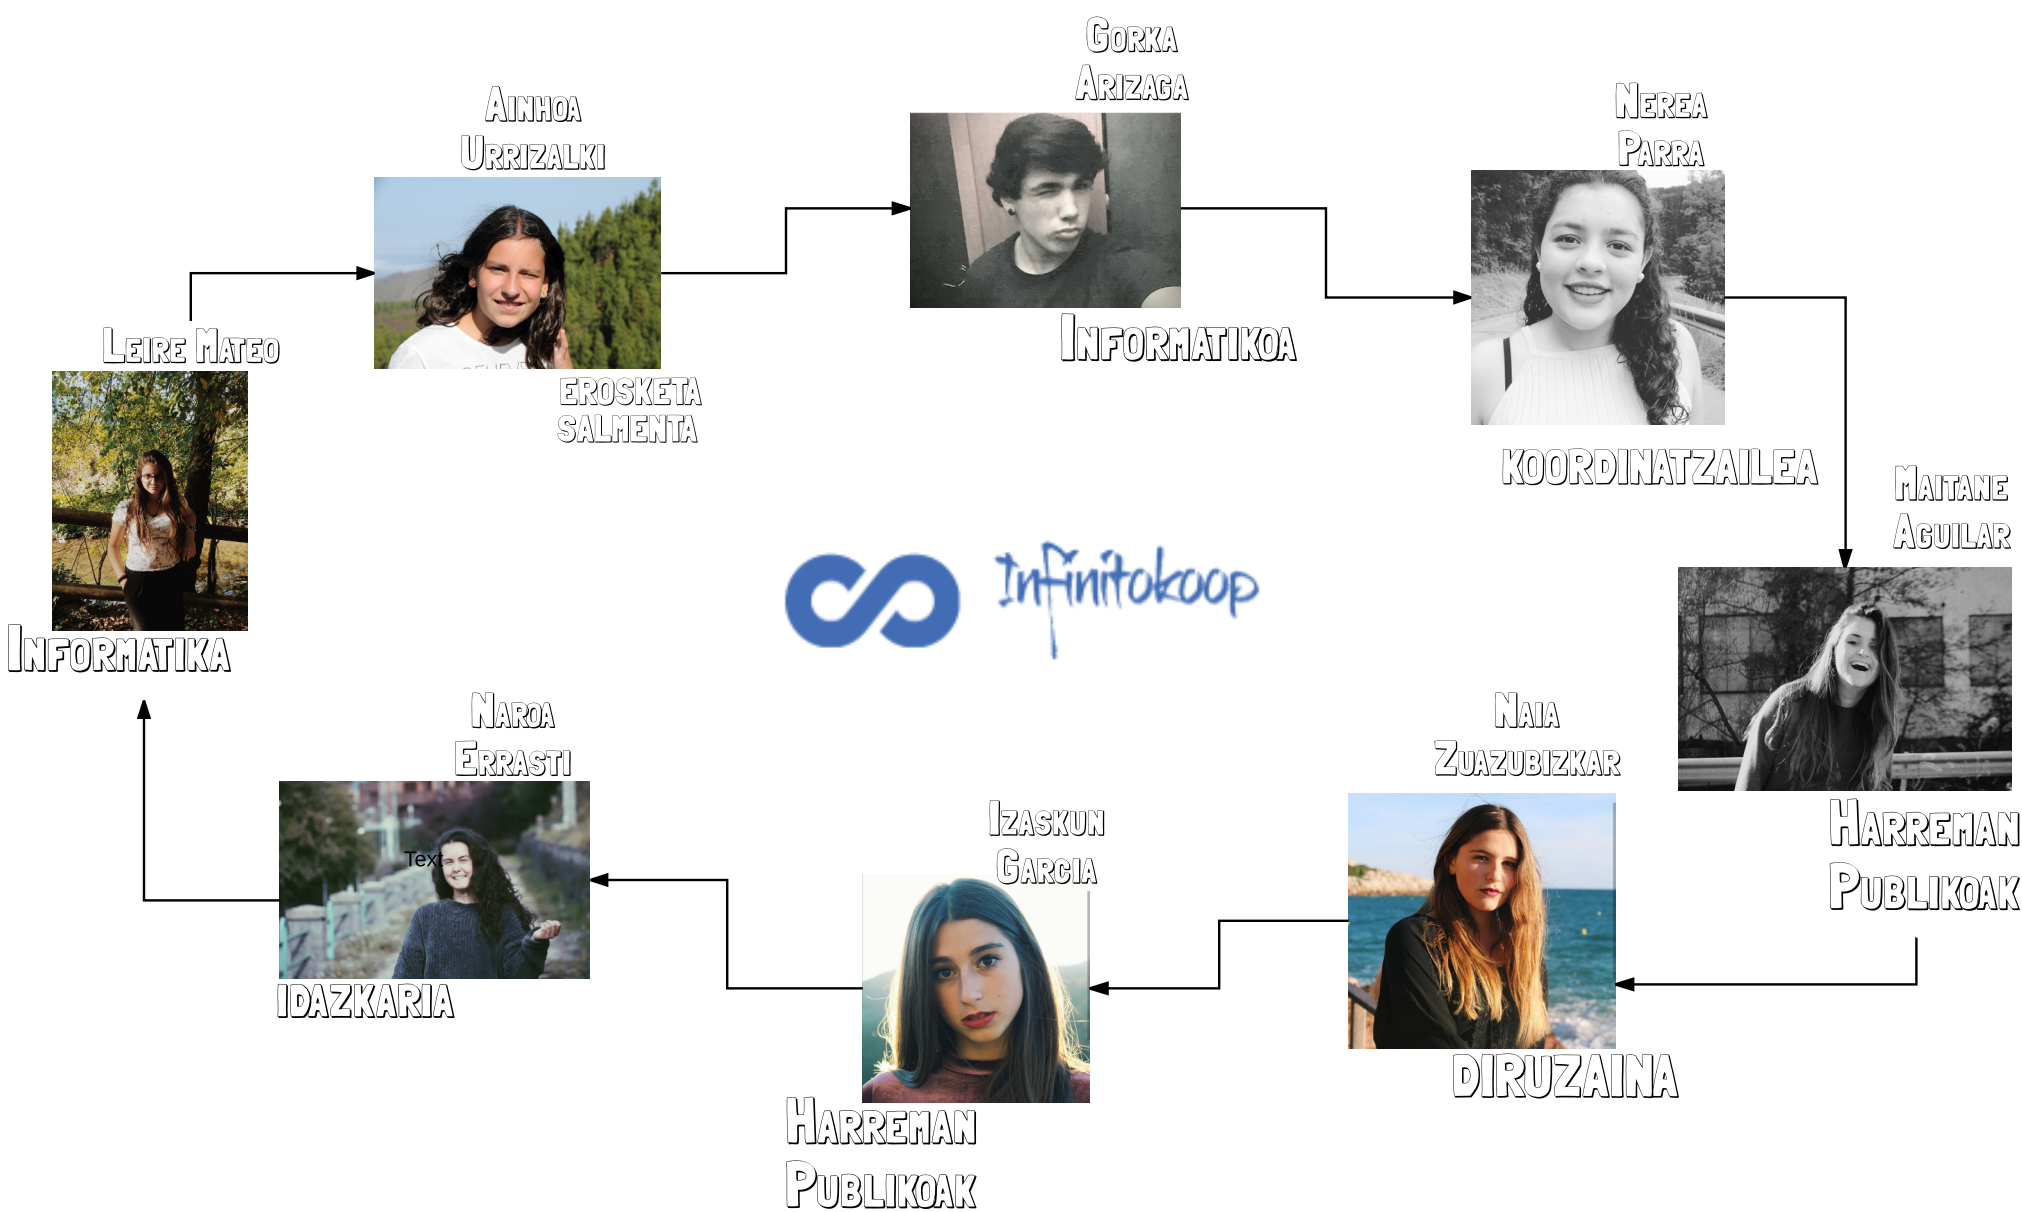 Gorka
Arizaga
Informatikoa
Ainhoa
Urrizalki
EROSKETA
SALMENTA
Nerea
Parra
KOORDINATZAILEA
Leire Mateo
Informatika
Maitane
Aguilar
Harreman
Publikoak
Infinitokoop
Naroa
Errasti
Text
IDAZKARIA
Izaskun
Garcia
Harreman
Publikoak
Naia
Zuazubizkar
DIRUZAINA